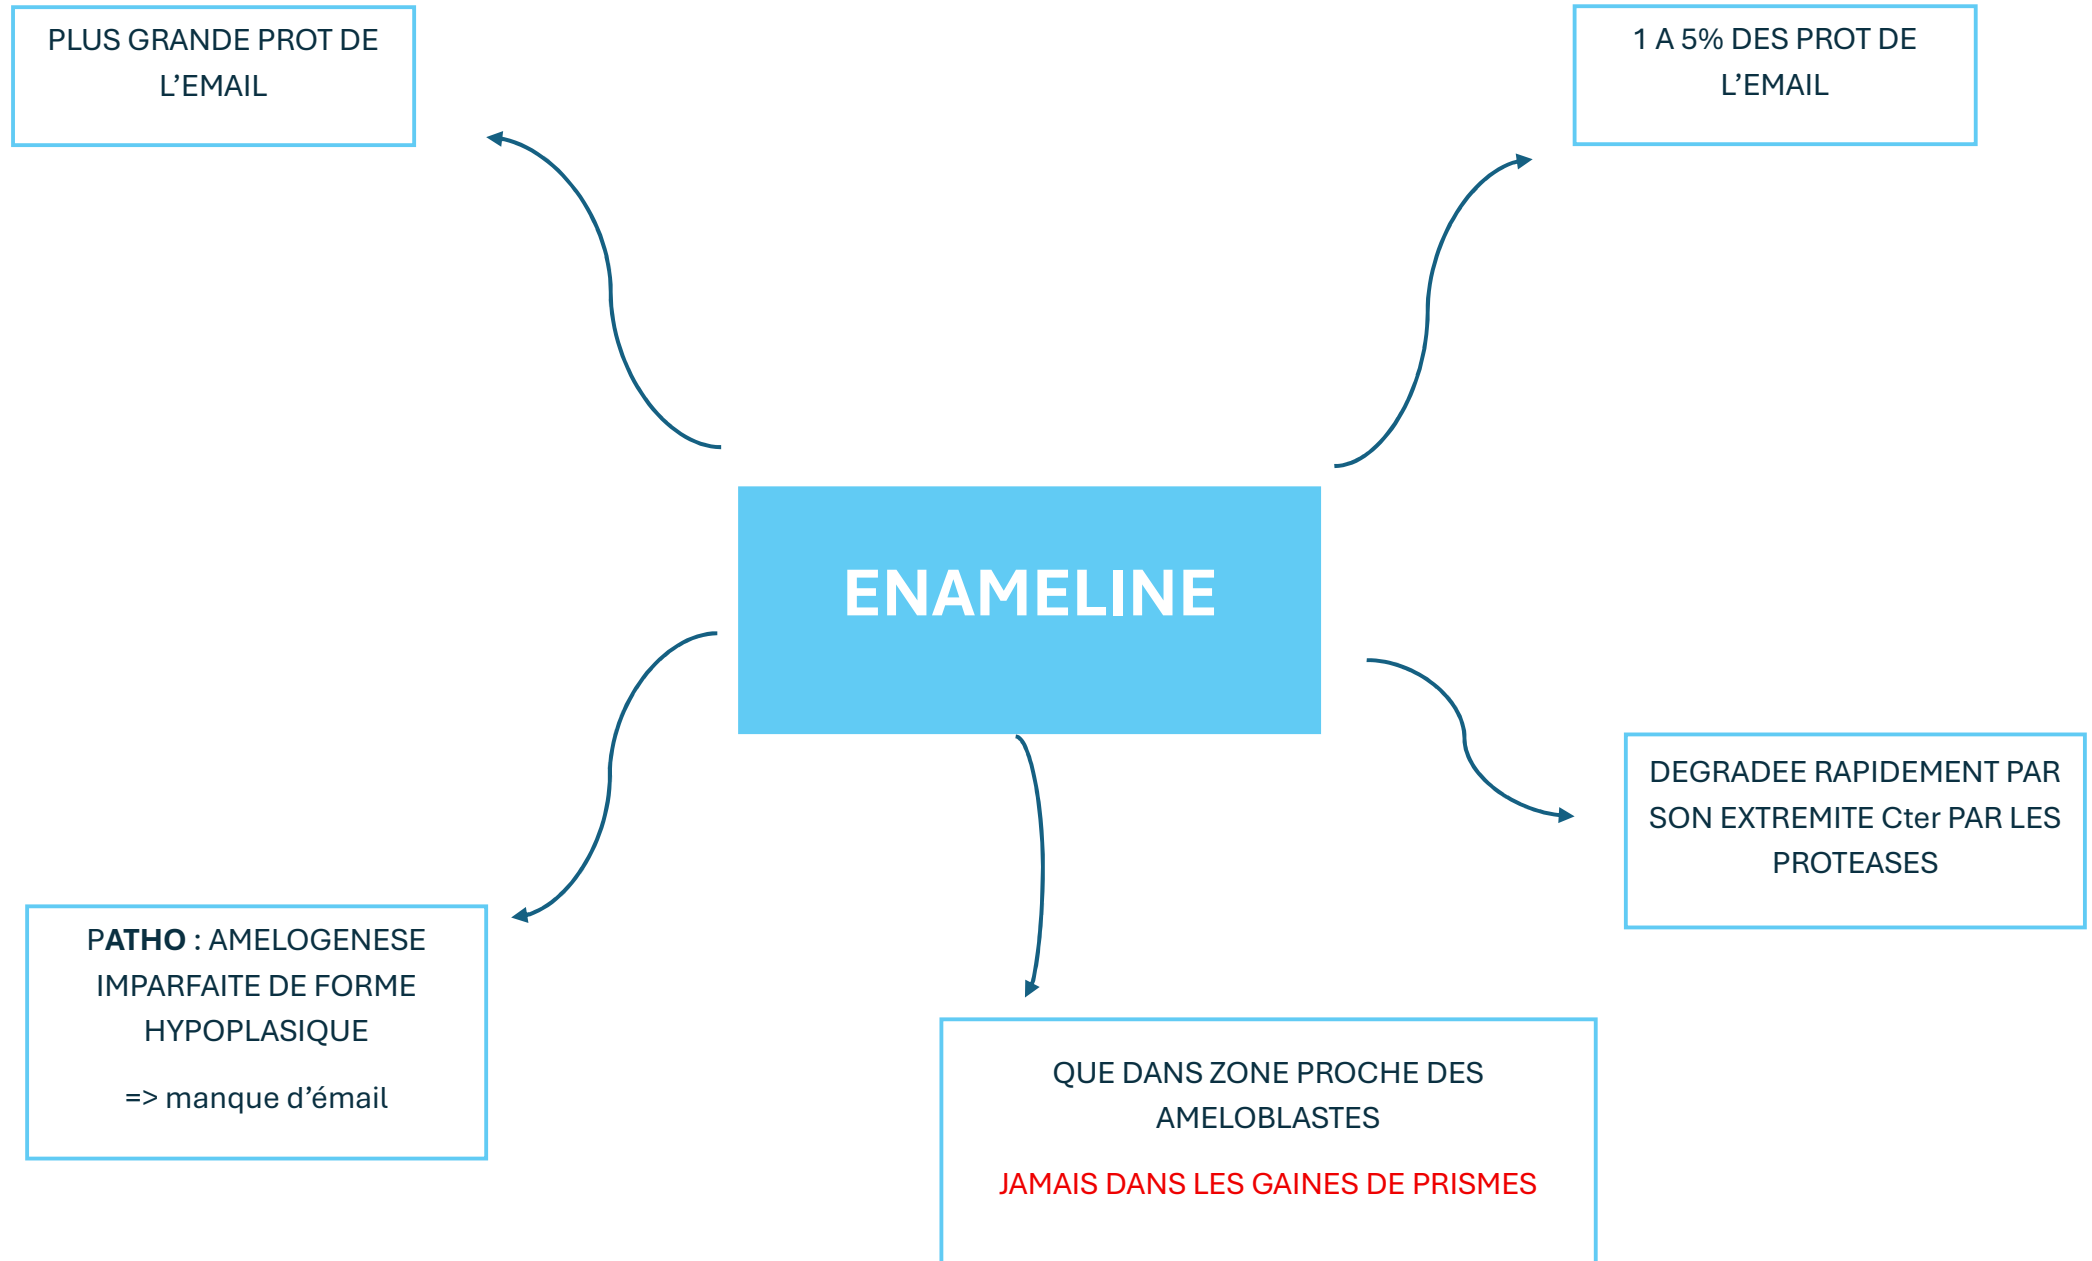 PLUS GRANDE PROT DE
L’EMAIL
1 A 5% DES PROT DE
L’EMAIL
ENAMELINE
DEGRADEE RAPIDEMENT PAR
SON EXTREMITE Cter PAR LES
PROTEASES
PATHO : AMELOGENESE
IMPARFAITE DE FORME
HYPOPLASIQUE
=> manque d’émail
QUE DANS ZONE PROCHE DES
AMELOBLASTES
JAMAIS DANS LES GAINES DE PRISMES